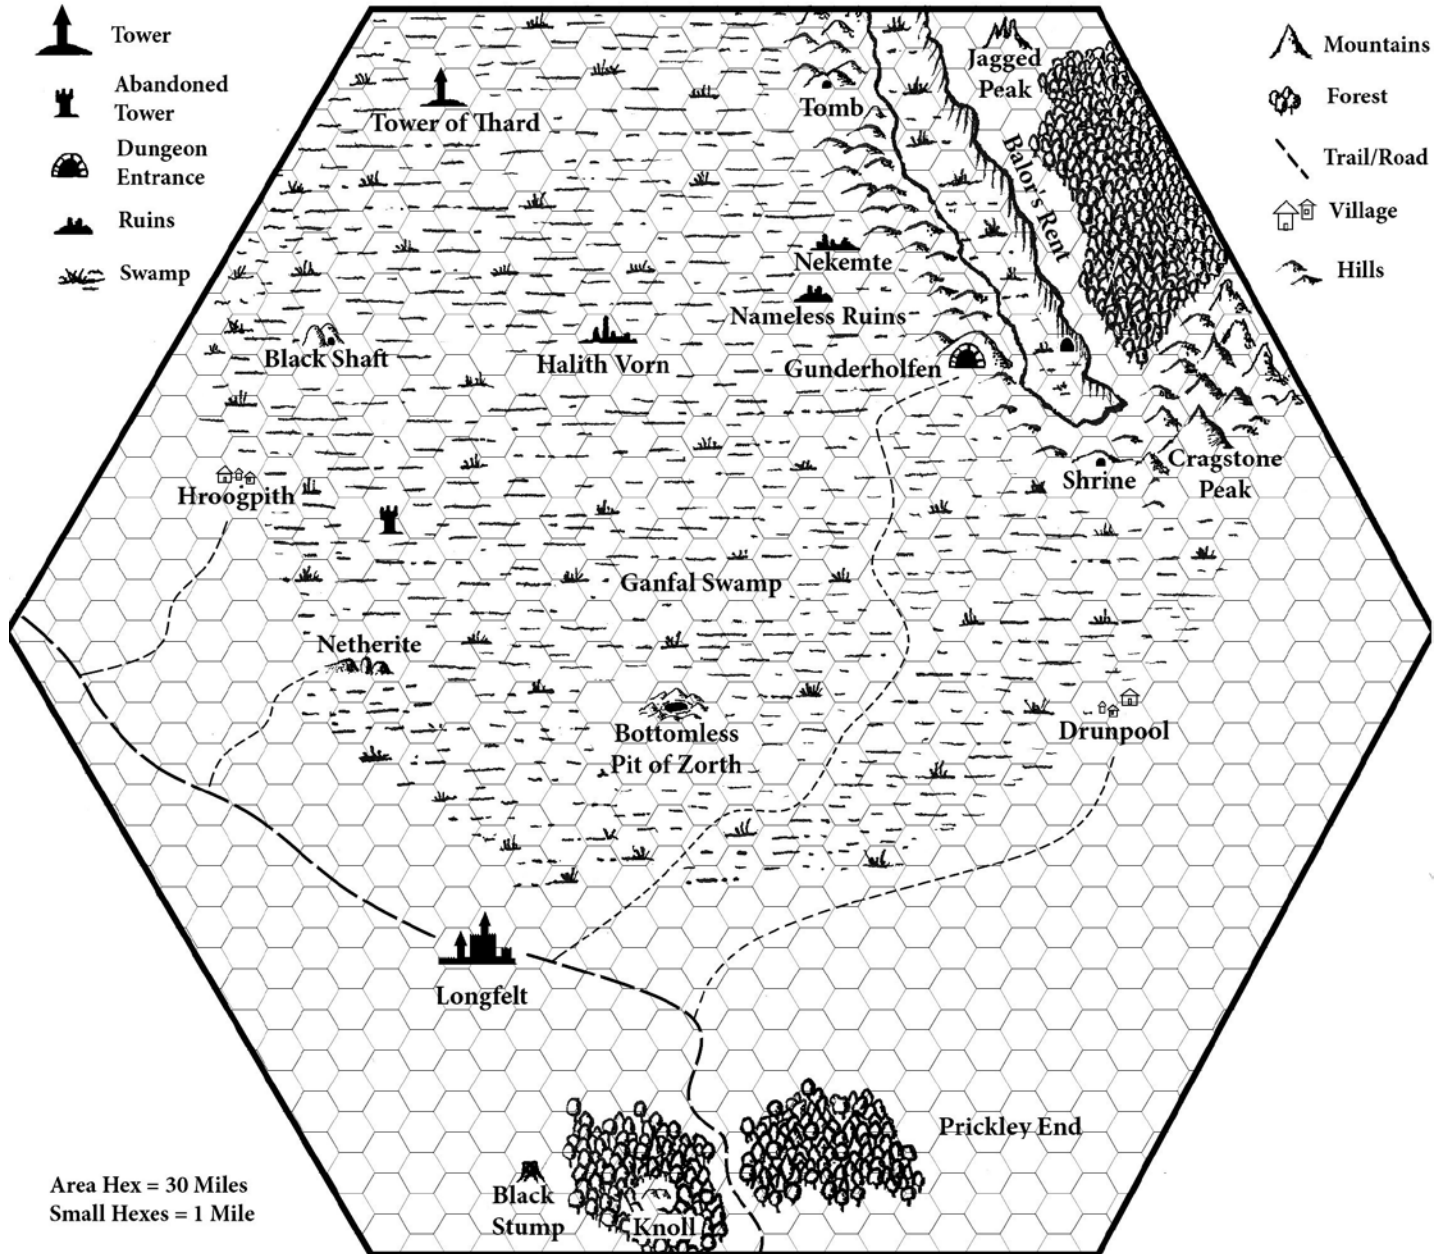 Tower
Abandoned
Tower
Dungeon
Entrance
Ruins
Swamp
Mountains
Forest
Trail/Road
Village
Hills
Jagged
Peak
Tomb
Tower of Thard
Balor's Rent
Nekemte
Nameless Ruins
Black Shaft
Halith Vorn
Gunderholfen
Cragstone
Peak
Shrine
Hroogpith
Ganfal Swamp
Netherite
Bottomless
Pit of Zorth
Drunpool
Longfelt
Prickley End
Black
Stump
Knoll
Area Hex = 30 Miles
Small Hexes = 1 Mile